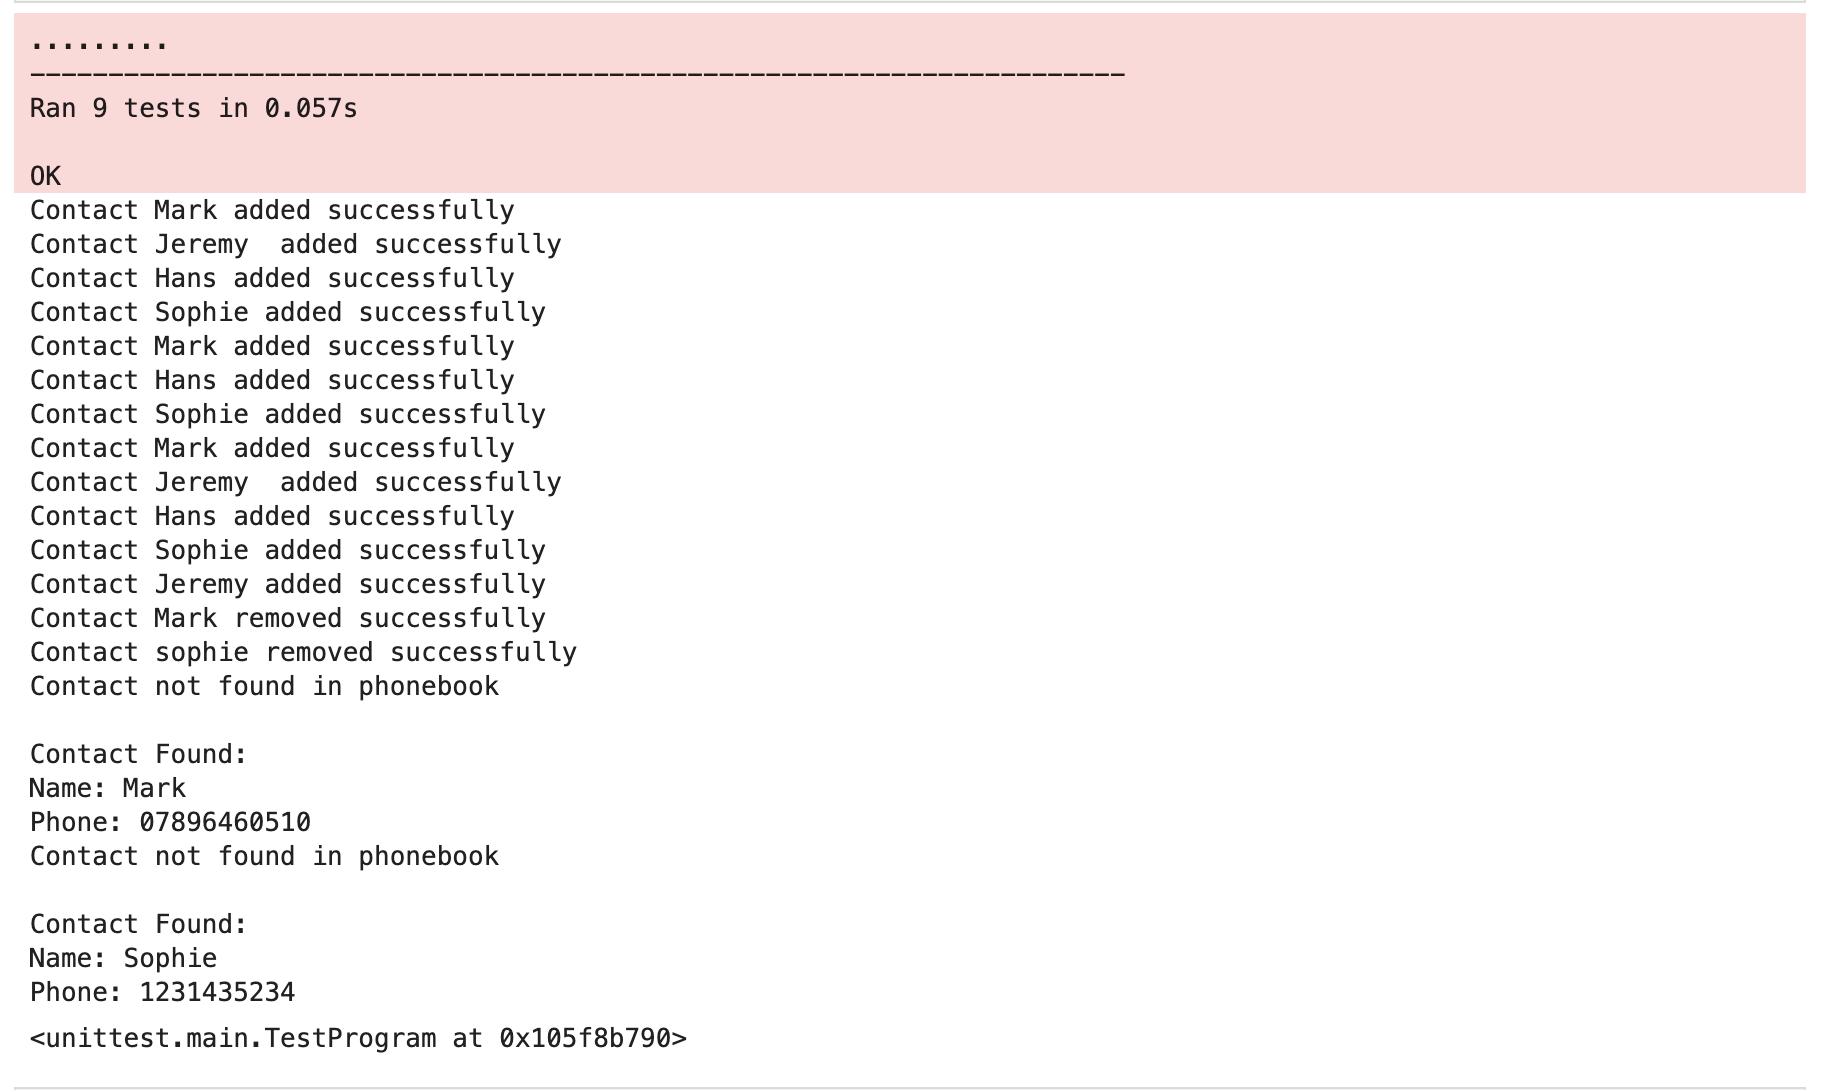 .........
----------------------------------------------------------------------
Ran 9 tests in 0.057s
OK
Contact Mark added successfully
Contact Jeremy  added successfully
Contact Hans added successfully
Contact Sophie added successfully
Contact Mark added successfully
Contact Hans added successfully
Contact Sophie added successfully
Contact Mark added successfully
Contact Jeremy  added successfully
Contact Hans added successfully
Contact Sophie added successfully
Contact Jeremy added successfully
Contact Mark removed successfully
Contact sophie removed successfully
Contact not found in phonebook
Contact Found:
Name: Mark
Phone: 07896460510
Contact not found in phonebook
Contact Found:
Name: Sophie
Phone: 1231435234
<unittest.main.TestProgram at 0x105f8b790>